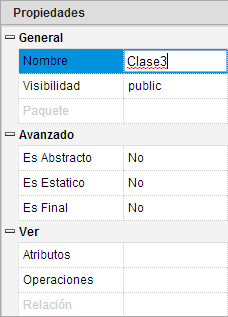 Propiedades
General
Nombre Clase3
Visibilidad public
Paquete
Avanzado
Es Abstracto No
Es Estatico No
Es Final No
Ver
Atributos
Operaciones
Relación